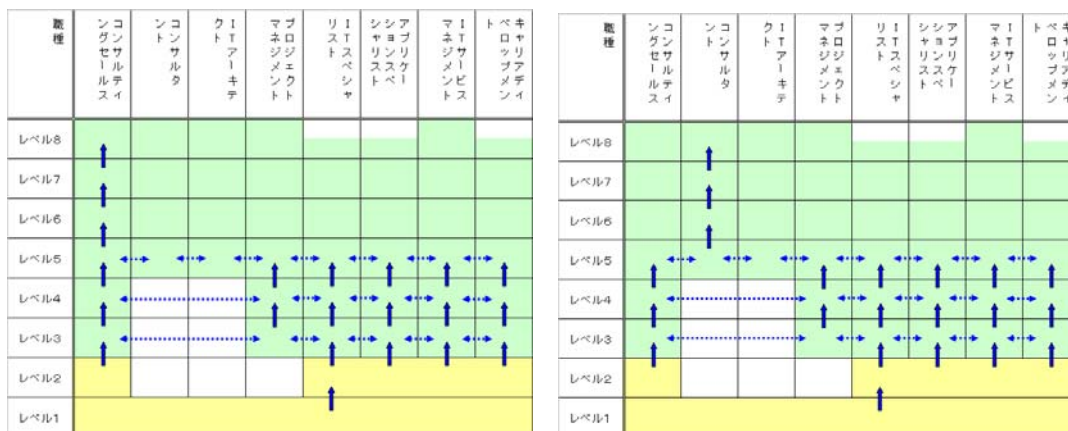 職種
コンサルティ
ングセールス
コンサルタ
ント
ＩＴアーキテ
クト
プロジェクト
マネジメント
ＩＴスペシャ
リスト
アプリケー
ションスペ
シャリスト
ＩＴサービス
マネジメント
キャリアディ
ベロップメン
ト
レベル8
レベル7
レベル6
レベル5
レベル4
レベル3
レベル2
レベル1
職種
コンサルティ
ングセールス
コンサルタ
ント
ＩＴアーキテ
クト
プロジェクト
マネジメント
ＩＴスペシャ
リスト
アプリケー
ションスペ
シャリスト
ＩＴサービス
マネジメント
キャリアディ
ベロップメン
ト
レベル8
レベル7
レベル6
レベル5
レベル4
レベル3
レベル2
レベル1